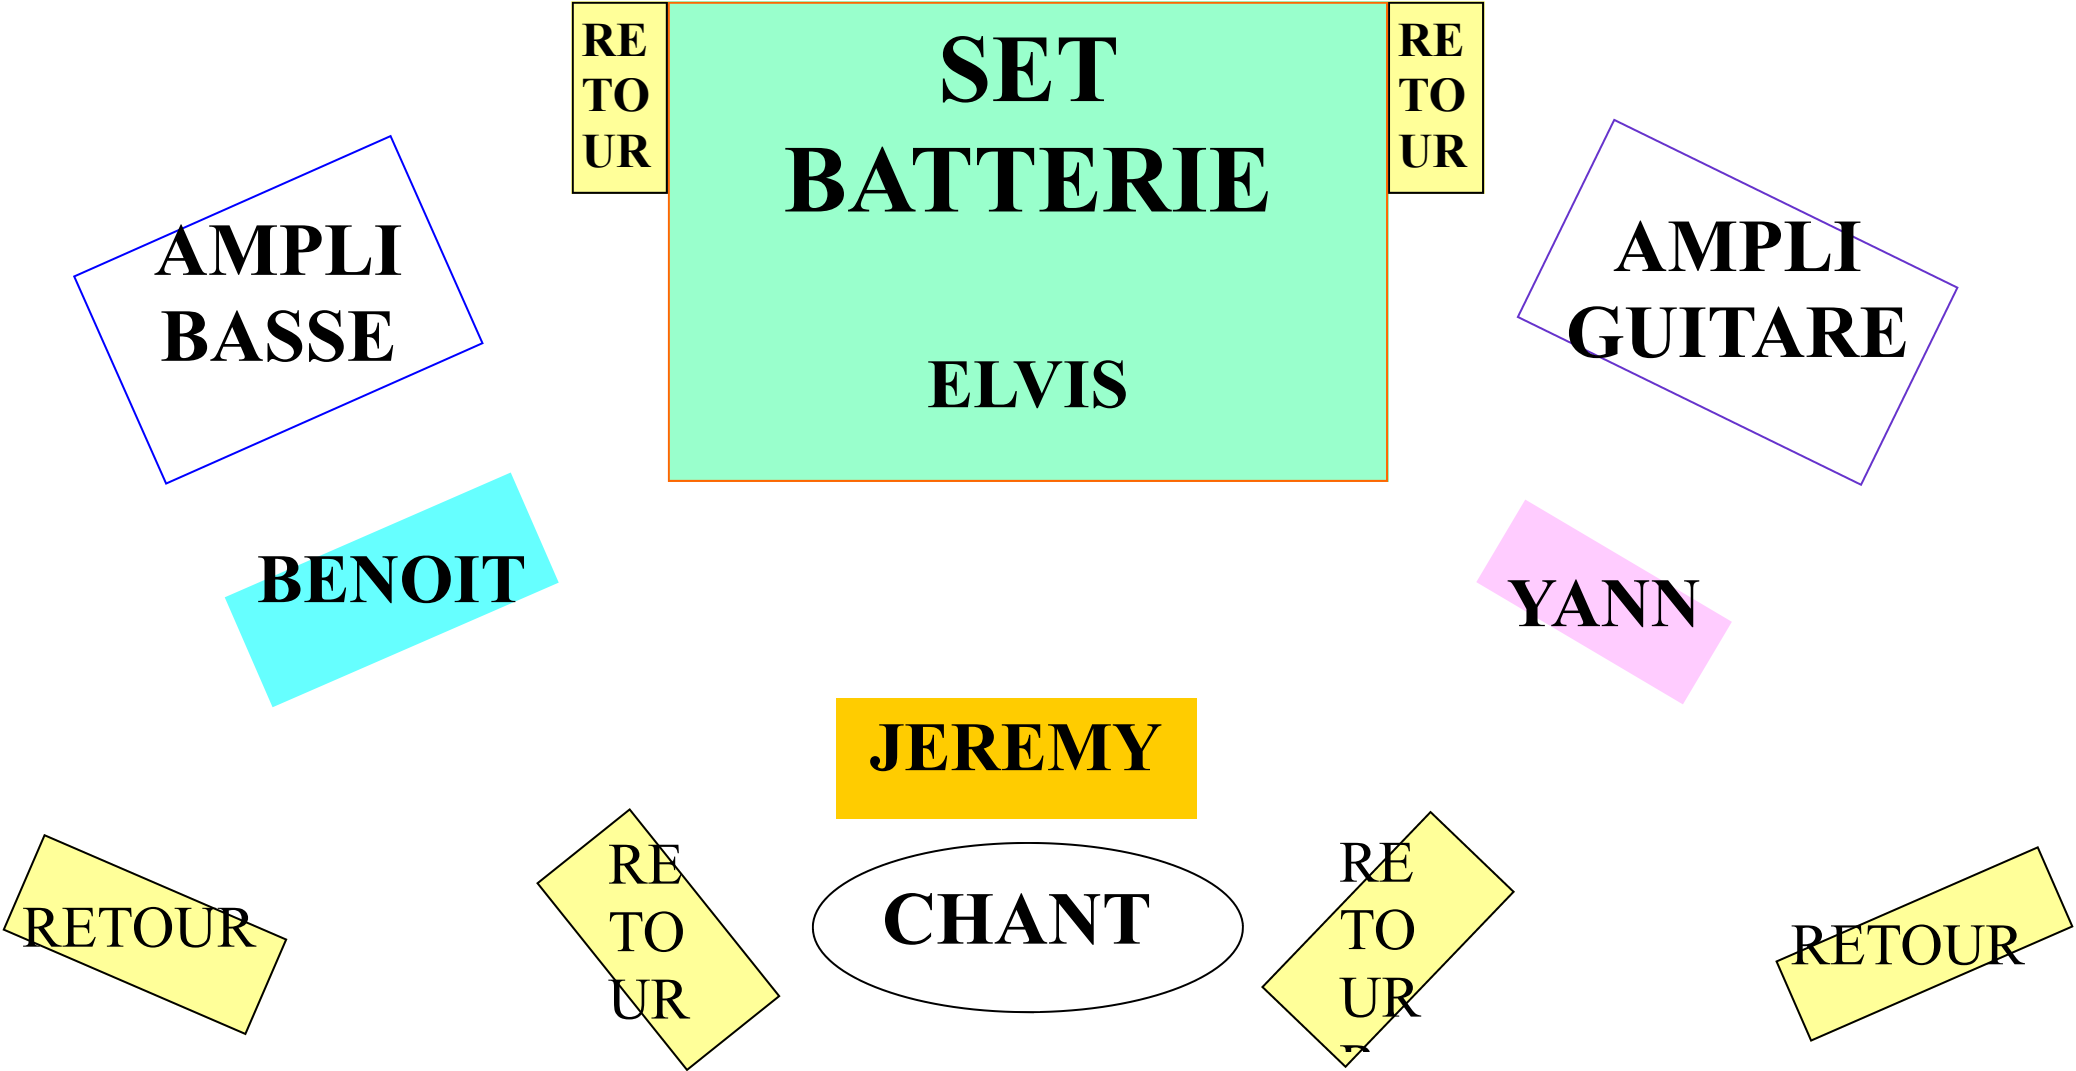 RE
TO
UR
SET
BATTERIE
ELVIS
RE
TO
UR
AMPLI
BASSE
AMPLI
GUITARE
BENOIT
YANN
JEREMY
RETOUR
RE
TO
UR
CHANT
RE
TO
UR
RETOUR